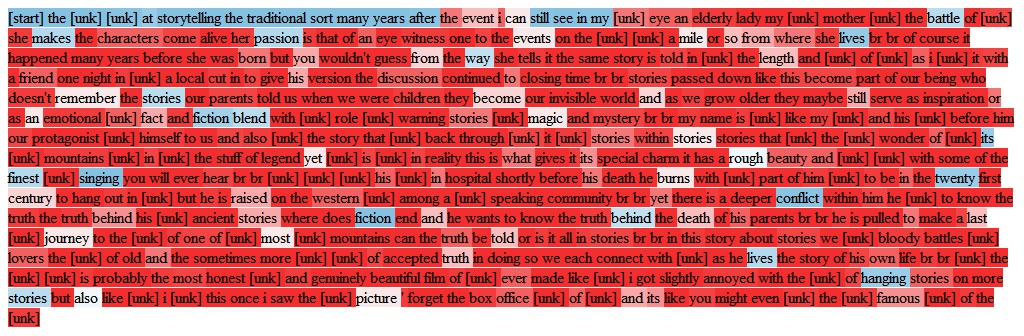 [start] the [unk] [unk] at storytelling the traditional sort many years after the event i can still see in my [unk] eye an elderly lady my [unk] mother [unk] the battle of [unk]
she makes the characters come alive her passion is that of an eye witness one to the events on the [unk] [unk] a mile or so from where she lives br br of course it
happened many years before she was born but you wouldn't guess from the way she tells it the same story is told in [unk] the length and [unk] of [unk] as i [unk] it with
a friend one night in [unk] a local cut in to give his version the discussion continued to closing time br br stories passed down like this become part of our being who
doesn't remember the stories our parents told us when we were children they become our invisible world and as we grow older they maybe still serve as inspiration or
as an emotional [unk] fact and fiction blend with [unk] role [unk] warning stories [unk] magic and mystery br br my name is [unk] like my [unk] and his [unk] before him
our protagonist [unk] himself to us and also [unk] the story that [unk] back through [unk] it [unk] stories within stories stories that [unk] the [unk] wonder of [unk] its
[unk] mountains [unk] in [unk] the stuff of legend yet [unk] is [unk] in reality this is what gives it its special charm it has a rough beauty and [unk] [unk] with some of the
finest [unk] singing you will ever hear br br [unk] [unk] [unk] his [unk] in hospital shortly before his death he burns with [unk] part of him [unk] to be in the twenty first
century to hang out in [unk] but he is raised on the western [unk] among a [unk] speaking community br br yet there is a deeper conflict within him he [unk] to know the
truth the truth behind his [unk] ancient stories where does fiction end and he wants to know the truth behind the death of his parents br br he is pulled to make a last
[unk] journey to the [unk] of one of [unk] most [unk] mountains can the truth be told or is it all in stories br br in this story about stories we [unk] bloody battles [unk]
lovers the [unk] of old and the sometimes more [unk] [unk] of accepted truth in doing so we each connect with [unk] as he lives the story of his own life br br [unk] the
[unk] [unk] is probably the most honest [unk] and genuinely beautiful film of [unk] ever made like [unk] i got slightly annoyed with the [unk] of hanging stories on more
stories but also like [unk] i [unk] this once i saw the [unk] picture ' forget the box office [unk] of [unk] and its like you might even [unk] the [unk] famous [unk] of the
[unk]